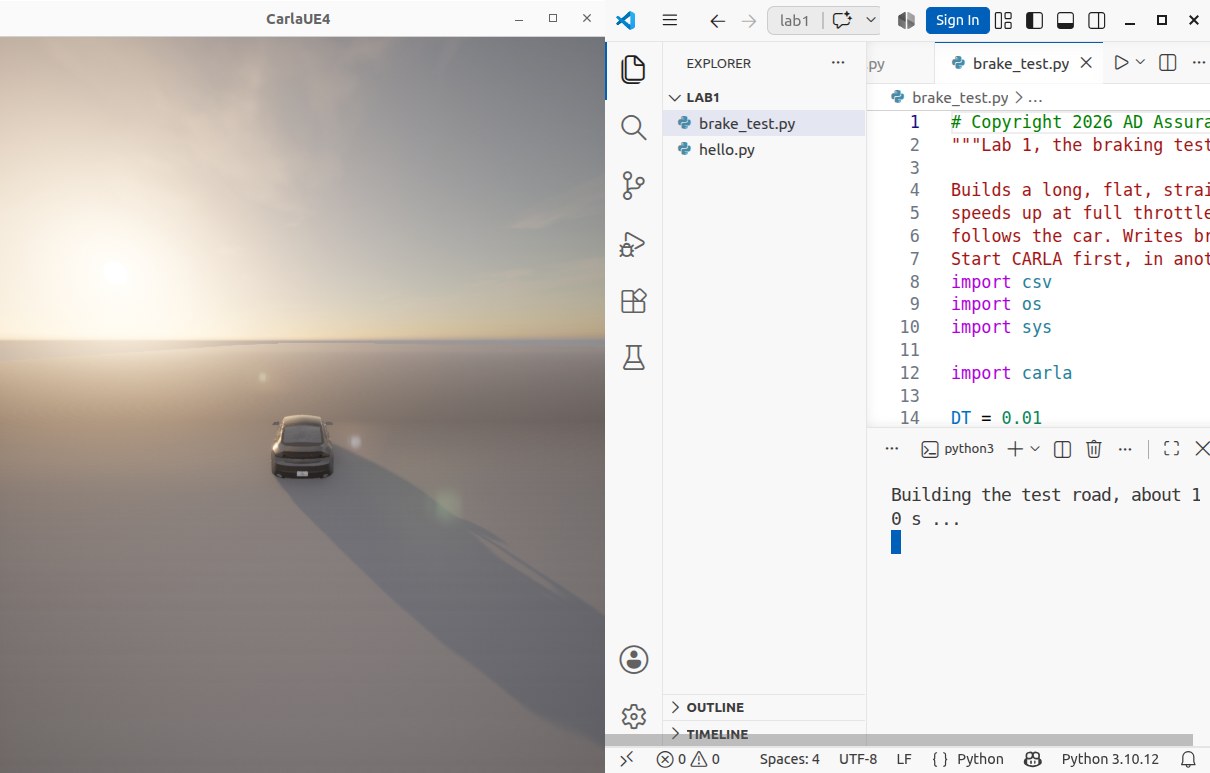 CarlaUE4
lab1
Sign In
EXPLORER
.py
brake_test.py
LAB1
brake_test.py > ...
brake_test.py
hello.py
1 # Copyright 2026 AD Assura
2 """Lab 1, the braking test
3
4 Builds a long, flat, strai
5 speeds up at full throttle
6 follows the car. Writes br
7 Start CARLA first, in anot
8 import csv
9 import os
10 import sys
11
12 import carla
13
14 DT = 0.01
python3
Building the test road, about 1
0 s ...
OUTLINE
TIMELINE
0 0 Spaces: 4 UTF-8 LF { } Python Python 3.10.12